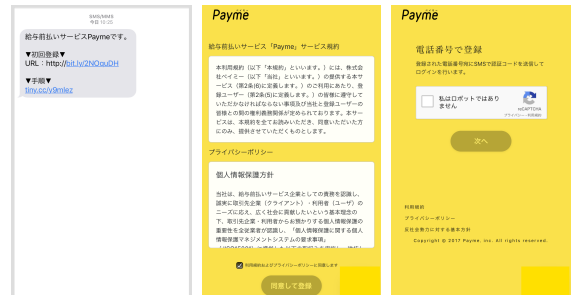 SMS/MMS
今日 10:25
給与前払いサービスPaymeです。
▼初回登録▼
URL：http://bit.ly/2NOquDH
▼手順▼
tiny.cc/y9miez
Payme
給与前払いサービス「Payme」サービス規約
本利用規約（以下「本規約」といいます。）には、株式会
社ペイミー（以下「当社」といいます。）の提供する本サ
ービス（第2条(6)に定義します。）のご利用にあたり、登
録ユーザー（第2条(5)に定義します。）の皆様に遵守して
いただかなければならない事項及び当社と登録ユーザーの
皆様との間の権利義務関係が定められております。本サー
ビスは、本規約を全てお読みいただき、同意いただいた方
にのみ、提供させていただくものとします。
プライバシーポリシー
個人情報保護方針
当社は、給与前払いサービス企業としての責務を認識し、
誠実に取引先企業（クライアント）・利用者（ユーザ）の
ニーズに応え、広く社会に貢献したいという基本理念の
下、取引先企業・利用者からお預かりする個人情報保護の
重要性を全従業者が認識し、「個人情報保護に関する個人
情報保護マネジメントシステムの要求事項」
利用規約およびプライバシーポリシーに同意します
同意して登録
Payme
電話番号で登録
登録された電話番号宛にSMSで認証コードを送信して
ログインを行います。
私はロボットではあり
ません
reCAPTCHA
プライバシー - 利用規約
次へ
利用規約
プライバシーポリシー
反社会勢力に対する基本方針
Copyright © 2017 Payme, inc. All rights reserved.